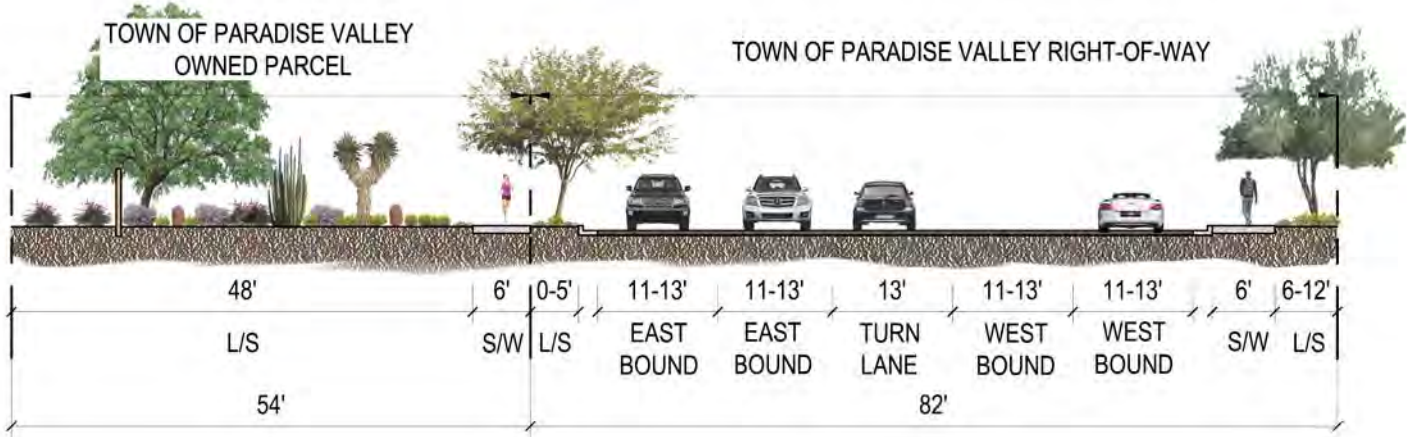 TOWN OF PARADISE VALLEY
OWNED PARCEL
TOWN OF PARADISE VALLEY RIGHT-OF-WAY
48' 6' 0-5' 11-13' 11-13' 13' 11-13' 11-13' 6' 6-12'
L/S S/W L/S EAST BOUND EAST BOUND TURN LANE WEST BOUND WEST BOUND S/W L/S
54' 82'